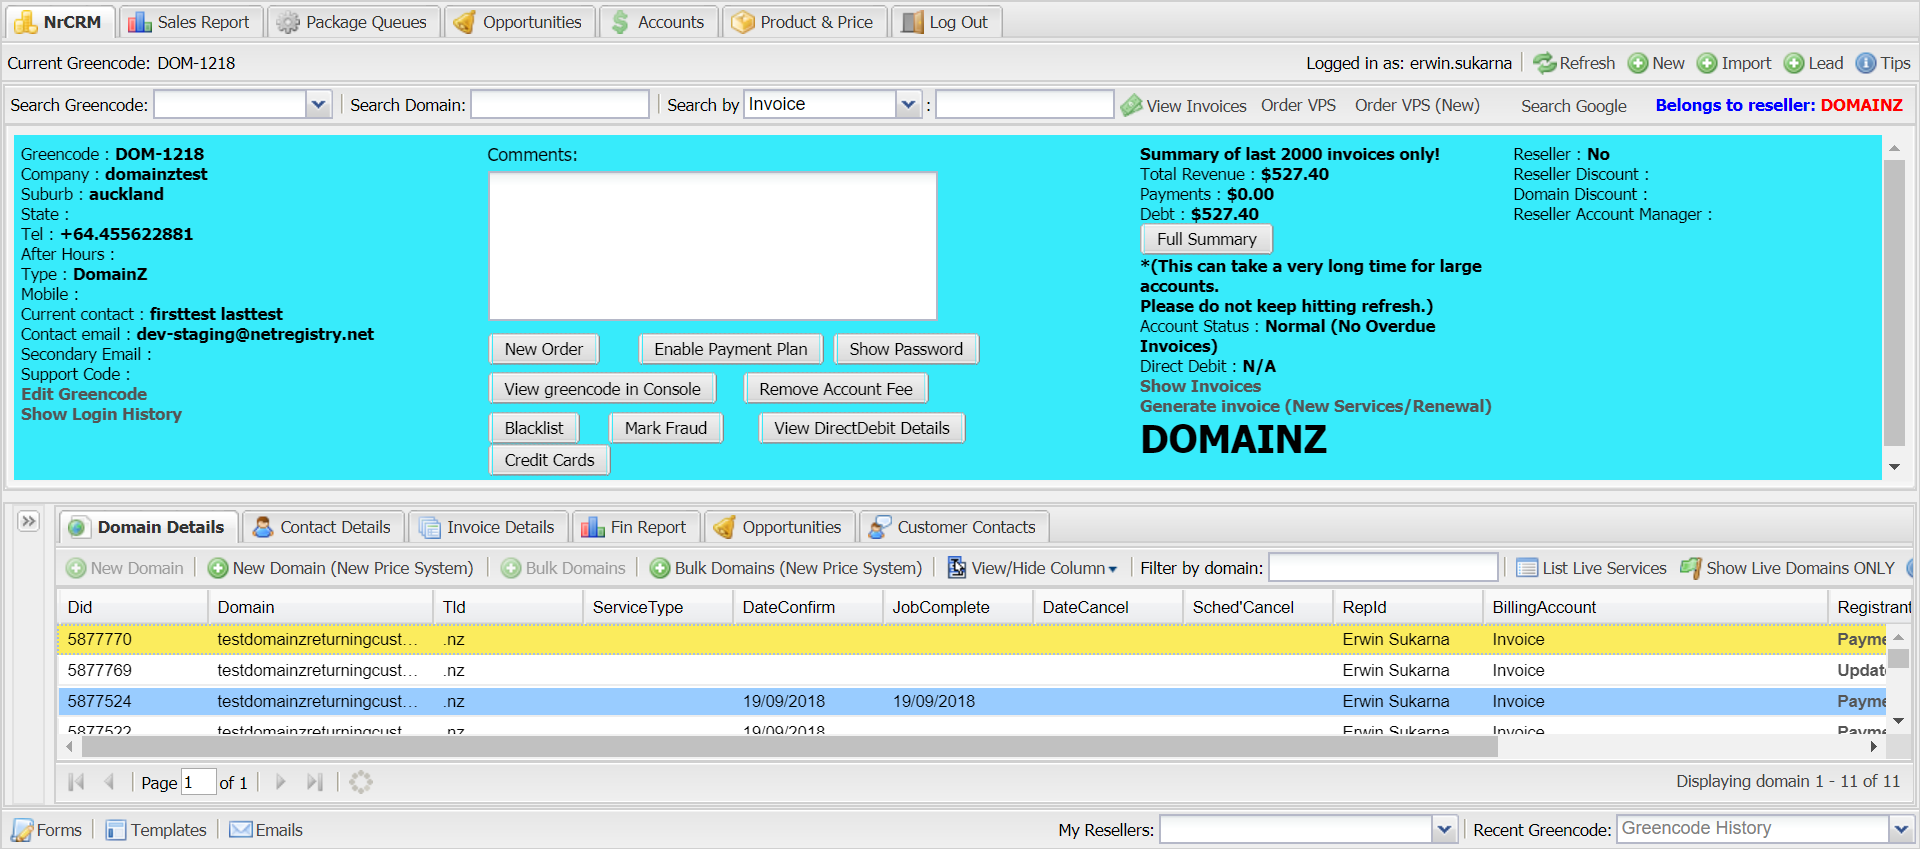 NrCRM Sales Report Package Queues Opportunities Accounts Product & Price Log Out
Current Greencode: DOM-1218 Logged in as: erwin.sukarna Refresh New Import Lead Tips
Search Greencode: Search Domain: Search by Invoice : View Invoices Order VPS Order VPS (New) Search Google Belongs to reseller: DOMAINZ
Greencode : DOM-1218
Company : domainztest
Suburb : auckland
State :
Tel : +64.455622881
After Hours :
Type : DomainZ
Mobile :
Current contact : firsttest lasttest
Contact email : dev-staging@netregistry.net
Secondary Email :
Support Code :
Edit Greencode
Show Login History
Comments:
New Order Enable Payment Plan Show Password
View greencode in Console Remove Account Fee
Blacklist Mark Fraud View DirectDebit Details
Credit Cards
Summary of last 2000 invoices only!
Total Revenue : $527.40
Payments : $0.00
Debt : $527.40
Full Summary
*(This can take a very long time for large
accounts.
Please do not keep hitting refresh.)
Account Status : Normal (No Overdue
Invoices)
Direct Debit : N/A
Show Invoices
Generate invoice (New Services/Renewal)
DOMAINZ
Reseller : No
Reseller Discount :
Domain Discount :
Reseller Account Manager :
Domain Details Contact Details Invoice Details Fin Report Opportunities Customer Contacts
New Domain New Domain (New Price System) Bulk Domains Bulk Domains (New Price System) View/Hide Column Filter by domain: List Live Services Show Live Domains ONLY
Did Domain Tld ServiceType DateConfirm JobComplete DateCancel Sched'Cancel RepId BillingAccount Registrant
5877770 testdomainzreturningcust... .nz Erwin Sukarna Invoice Payme
5877769 testdomainzreturningcust... .nz Erwin Sukarna Invoice Updat
5877524 testdomainzreturningcust... .nz 19/09/2018 19/09/2018 Erwin Sukarna Invoice Payme
5877522 testdomainzreturningcust... .nz 19/09/2018 Erwin Sukarna Invoice Payme
Page 1 of 1 Displaying domain 1 - 11 of 11
Forms Templates Emails My Resellers: Recent Greencode: Greencode History